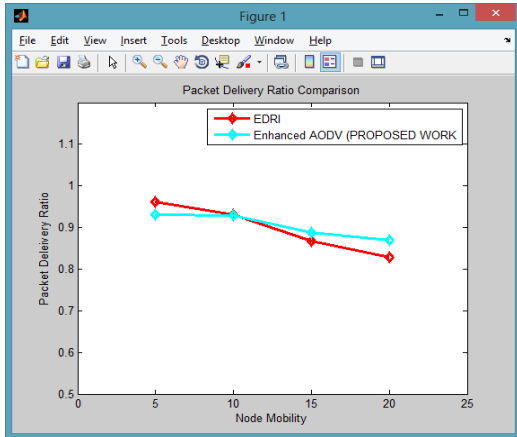 Figure 1
File Edit View Insert Tools Desktop Window Help
Packet Delivery Ratio Comparison
EDRI
Enhanced AODV (PROPOSED WORK
1.1
1
0.9
0.8
0.7
0.6
0.5
Packet Deleivery Ratio
0 5 10 15 20 25
Node Mobility